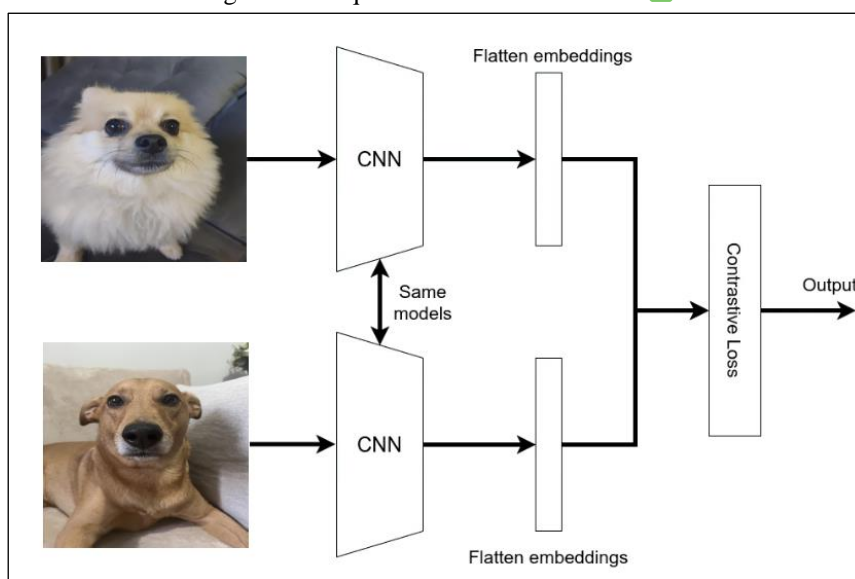 Flatten embeddings
CNN
Same
models
Contrastive Loss
Output
CNN
Flatten embeddings